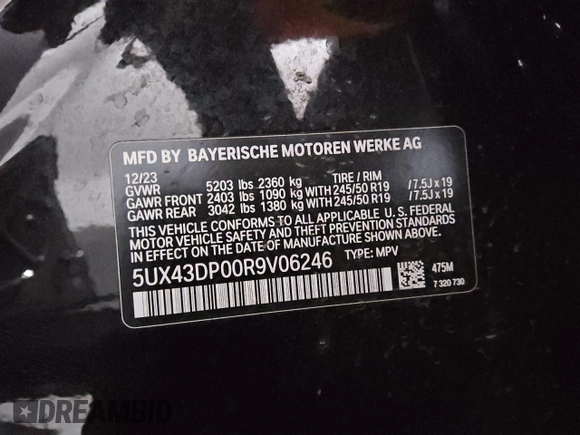 MFD BY BAYERISCHE MOTOREN WERKE AG
12/23
GVWR 5203 lbs 2360 kg TIRE / RIM
GAWR FRONT 2403 lbs 1090 kg WITH 245/50 R19 / 7.5J x 19
GAWR REAR 3042 lbs 1380 kg WITH 245/50 R19 / 7.5J x 19
THIS VEHICLE CONFORMS TO ALL APPLICABLE U. S. FEDERAL
MOTOR VEHICLE SAFETY AND THEFT PREVENTION STANDARDS
IN EFFECT ON THE DATE OF MANUFACTURE SHOWN ABOVE.
5UX43DP00R9V06246 TYPE: MPV
475M
7 320 730
DREAMBID